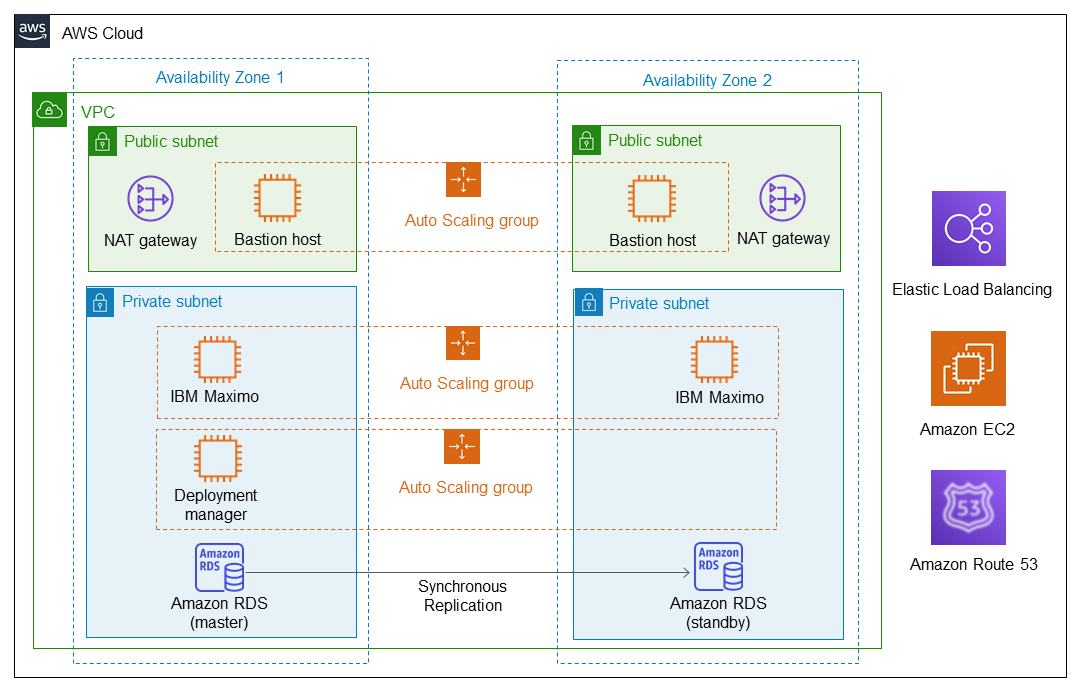 aws
AWS Cloud
Availability Zone 1
Availability Zone 2
VPC
Public subnet
Public subnet
NAT gateway
Bastion host
Auto Scaling group
Bastion host
NAT gateway
Elastic Load Balancing
Private subnet
Private subnet
IBM Maximo
Auto Scaling group
IBM Maximo
Amazon EC2
Deployment
manager
Auto Scaling group
Amazon
RDS
Amazon RDS
(master)
Synchronous
Replication
Amazon
RDS
Amazon RDS
(standby)
53
Amazon Route 53